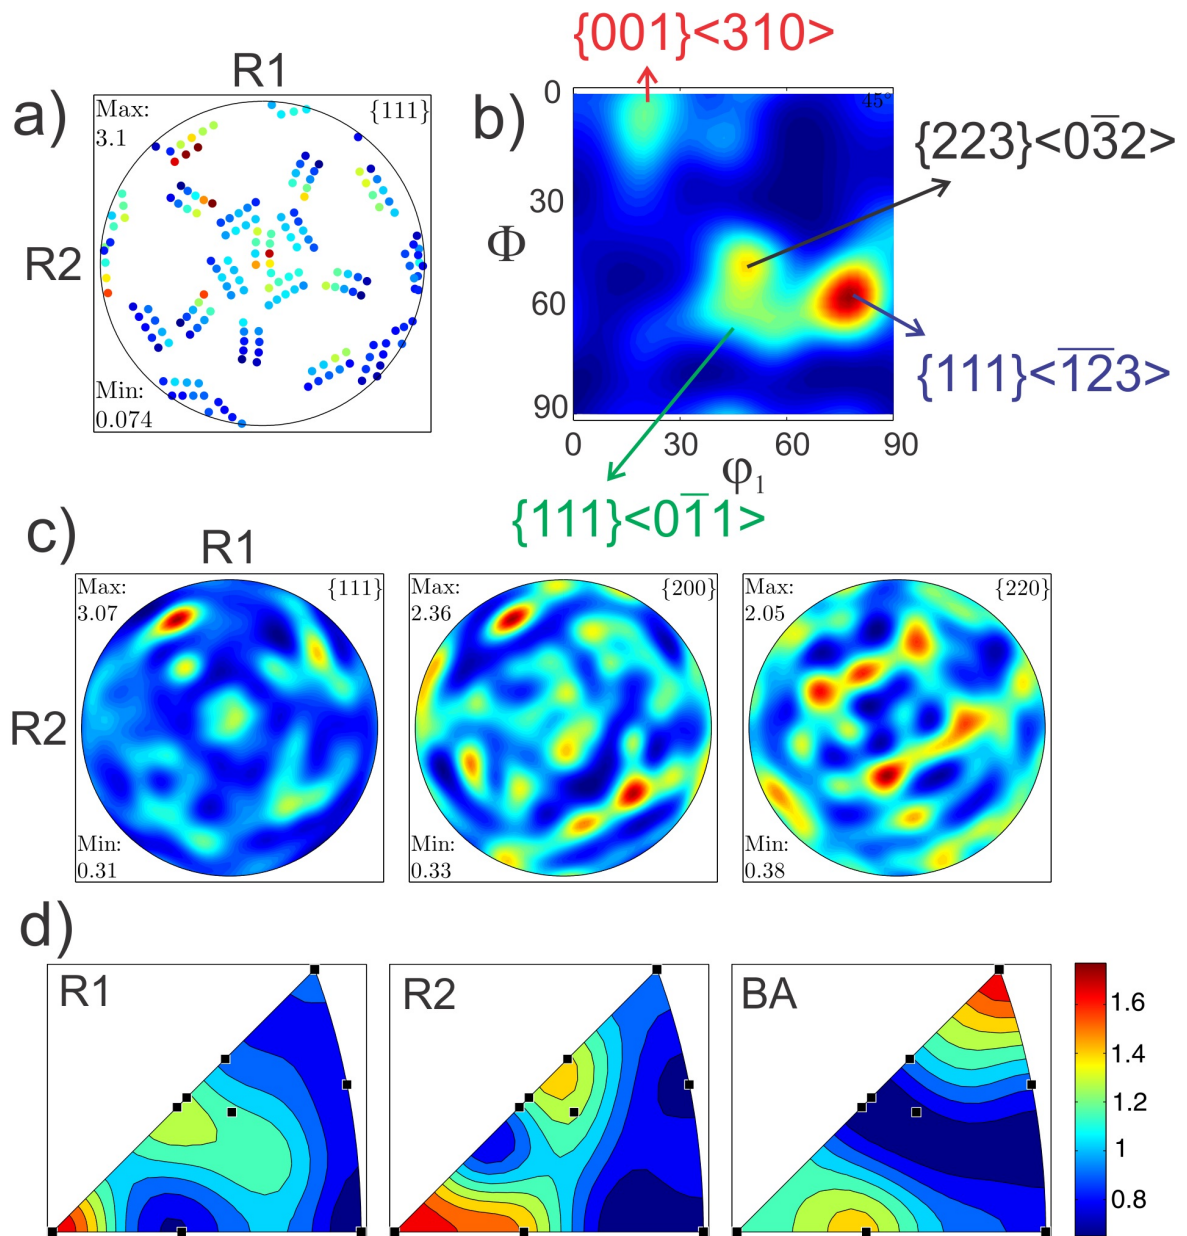 {001}<310>
R1
a)
Max:
3.1
{111}
R2
Min:
0.074
b)
0
30
60
90
Φ
45°
0
30
60
90
φ₁
{223}<03̅2>
{111}<1̅2̅3>
{111}<01̅1>
c)
R1
R2
Max:
3.07
{111}
Min:
0.31
Max:
2.36
{200}
Min:
0.33
Max:
2.05
{220}
Min:
0.38
d)
R1
R2
BA
1.6
1.4
1.2
1
0.8